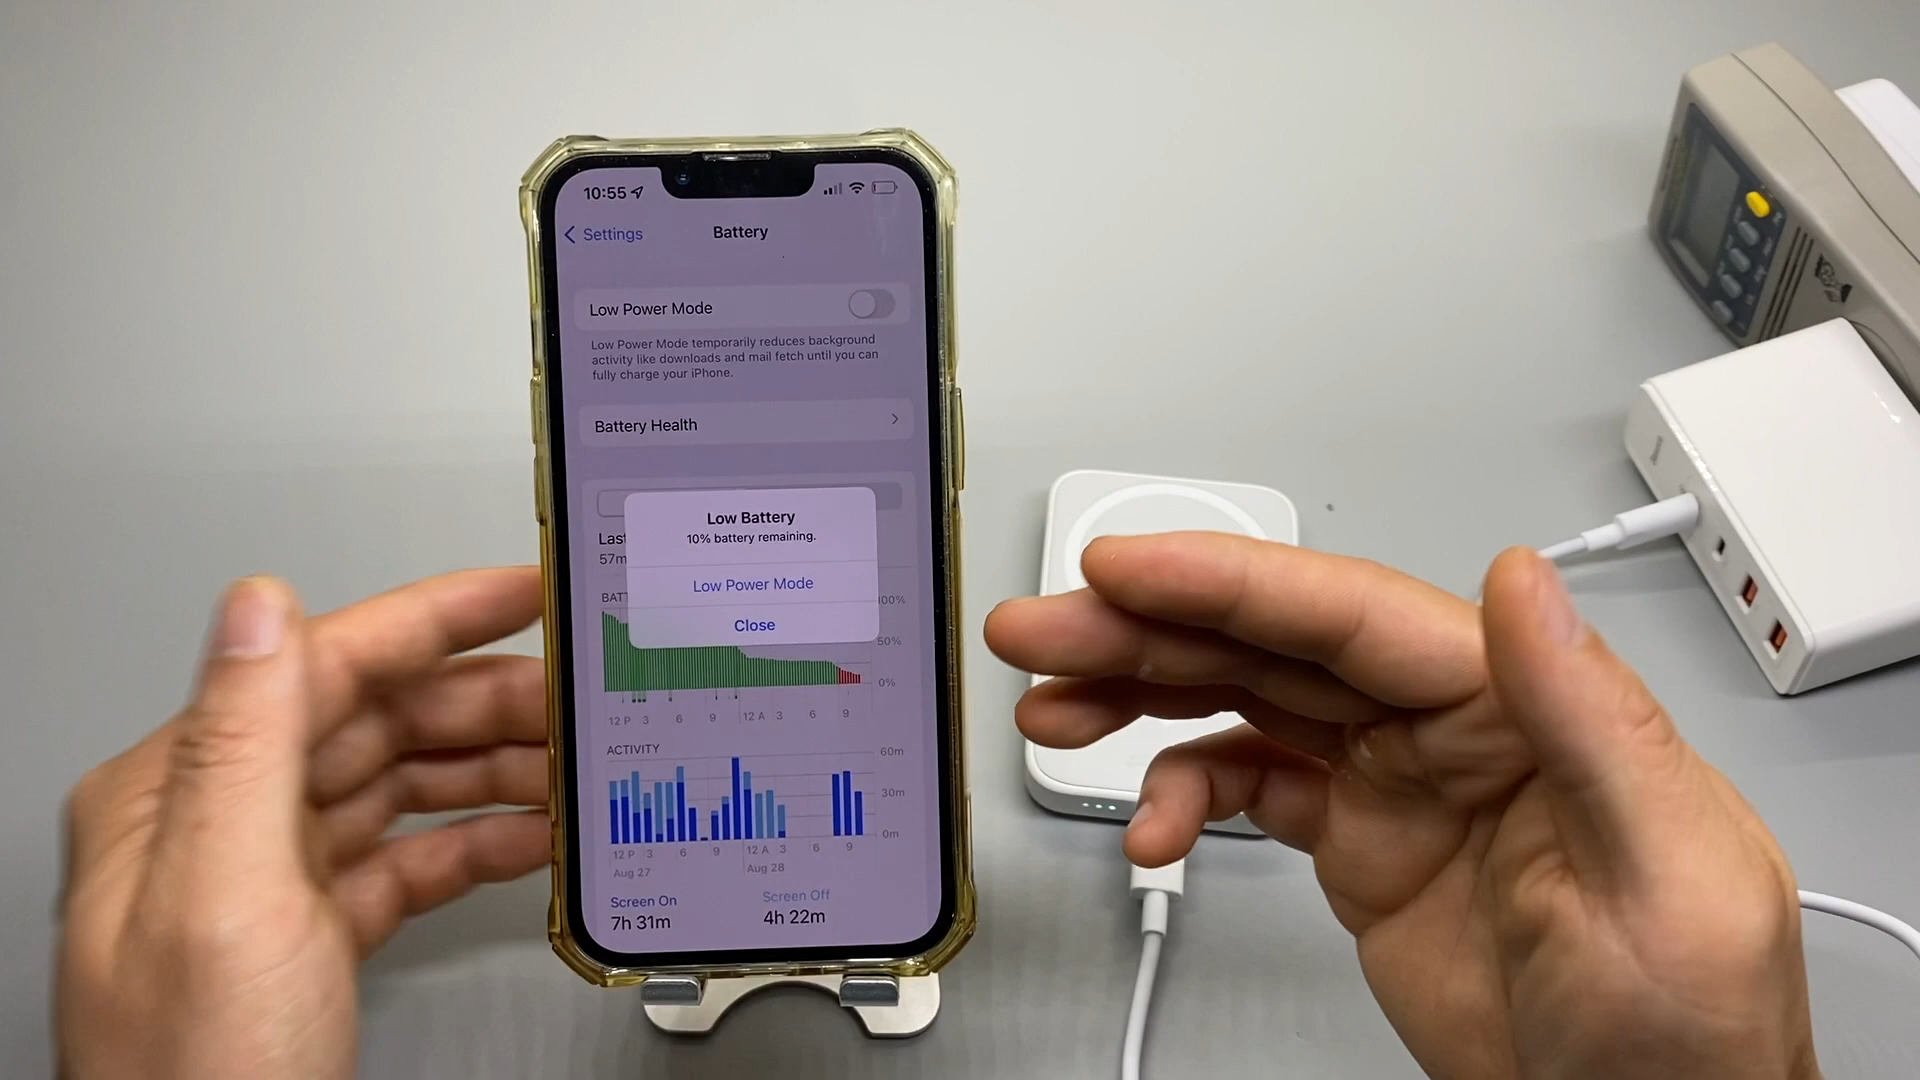 10:55
Settings
Battery
Low Power Mode
Low Power Mode temporarily reduces background
activity like downloads and mail fetch until you can
fully charge your iPhone.
Battery Health
Low Battery
10% battery remaining.
Low Power Mode
Close
Last
57m
BATT
100%
50%
0%
12 P 3 6 9 12 A 3 6 9
ACTIVITY
60m
30m
0m
12 P 3 6 9 12 A 3 6 9
Aug 27 Aug 28
Screen On Screen Off
7h 31m 4h 22m